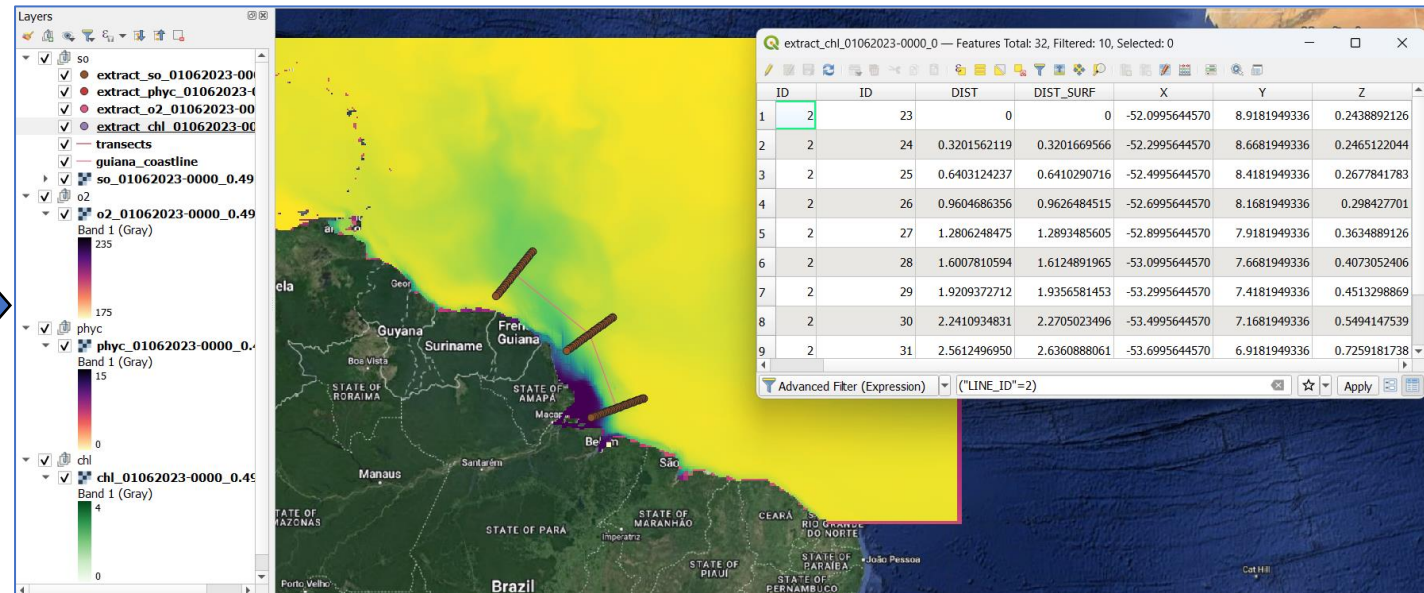 Layers
so
extract_so_01062023-00
extract_phyc_01062023-
extract_o2_01062023-00
extract_chl_01062023-00
transects
guiana_coastline
so_01062023-0000_0.49
o2
o2_01062023-0000_0.49
Band 1 (Gray)
235
175
phyc
phyc_01062023-0000_0.
Band 1 (Gray)
15
0
chl
chl_01062023-0000_0.49
Band 1 (Gray)
4
0
ela
Geor
Guyana
Suriname
Fren
Guiana
Boa Vista
STATE OF
RORAIMA
STATE OF
AMAPÁ
Macap
Be
m
Santarém
São
Manaus
TATE OF
MAZONAS
STATE OF PARÁ
STATE OF
MARANHÃO
Imperatriz
CEARÁ
RIO GRANDE
DO NORTE
STATE OF
PARAÍBA
João Pessoa
STATE OF
PIAUÍ
STATE OF
PERNAMBUCO
Porto Velho
Brazil
Cat Hill
extract_chl_01062023-0000_0 — Features Total: 32, Filtered: 10, Selected: 0
ID ID DIST DIST_SURF X Y Z
1 2 23 0 0 -52.0995644570 8.9181949336 0.2438892126
2 2 24 0.3201562119 0.3201669566 -52.2995644570 8.6681949336 0.2465122044
3 2 25 0.6403124237 0.6410290716 -52.4995644570 8.4181949336 0.2677841783
4 2 26 0.9604686356 0.9626484515 -52.6995644570 8.1681949336 0.298427701
5 2 27 1.2806248475 1.2893485605 -52.8995644570 7.9181949336 0.3634889126
6 2 28 1.6007810594 1.6124891965 -53.0995644570 7.6681949336 0.4073052406
7 2 29 1.9209372712 1.9356581453 -53.2995644570 7.4181949336 0.4513298869
8 2 30 2.2410934831 2.2705023496 -53.4995644570 7.1681949336 0.5494147539
9 2 31 2.5612496950 2.6360888061 -53.6995644570 6.9181949336 0.7259181738
Advanced Filter (Expression) ("LINE_ID"=2) Apply